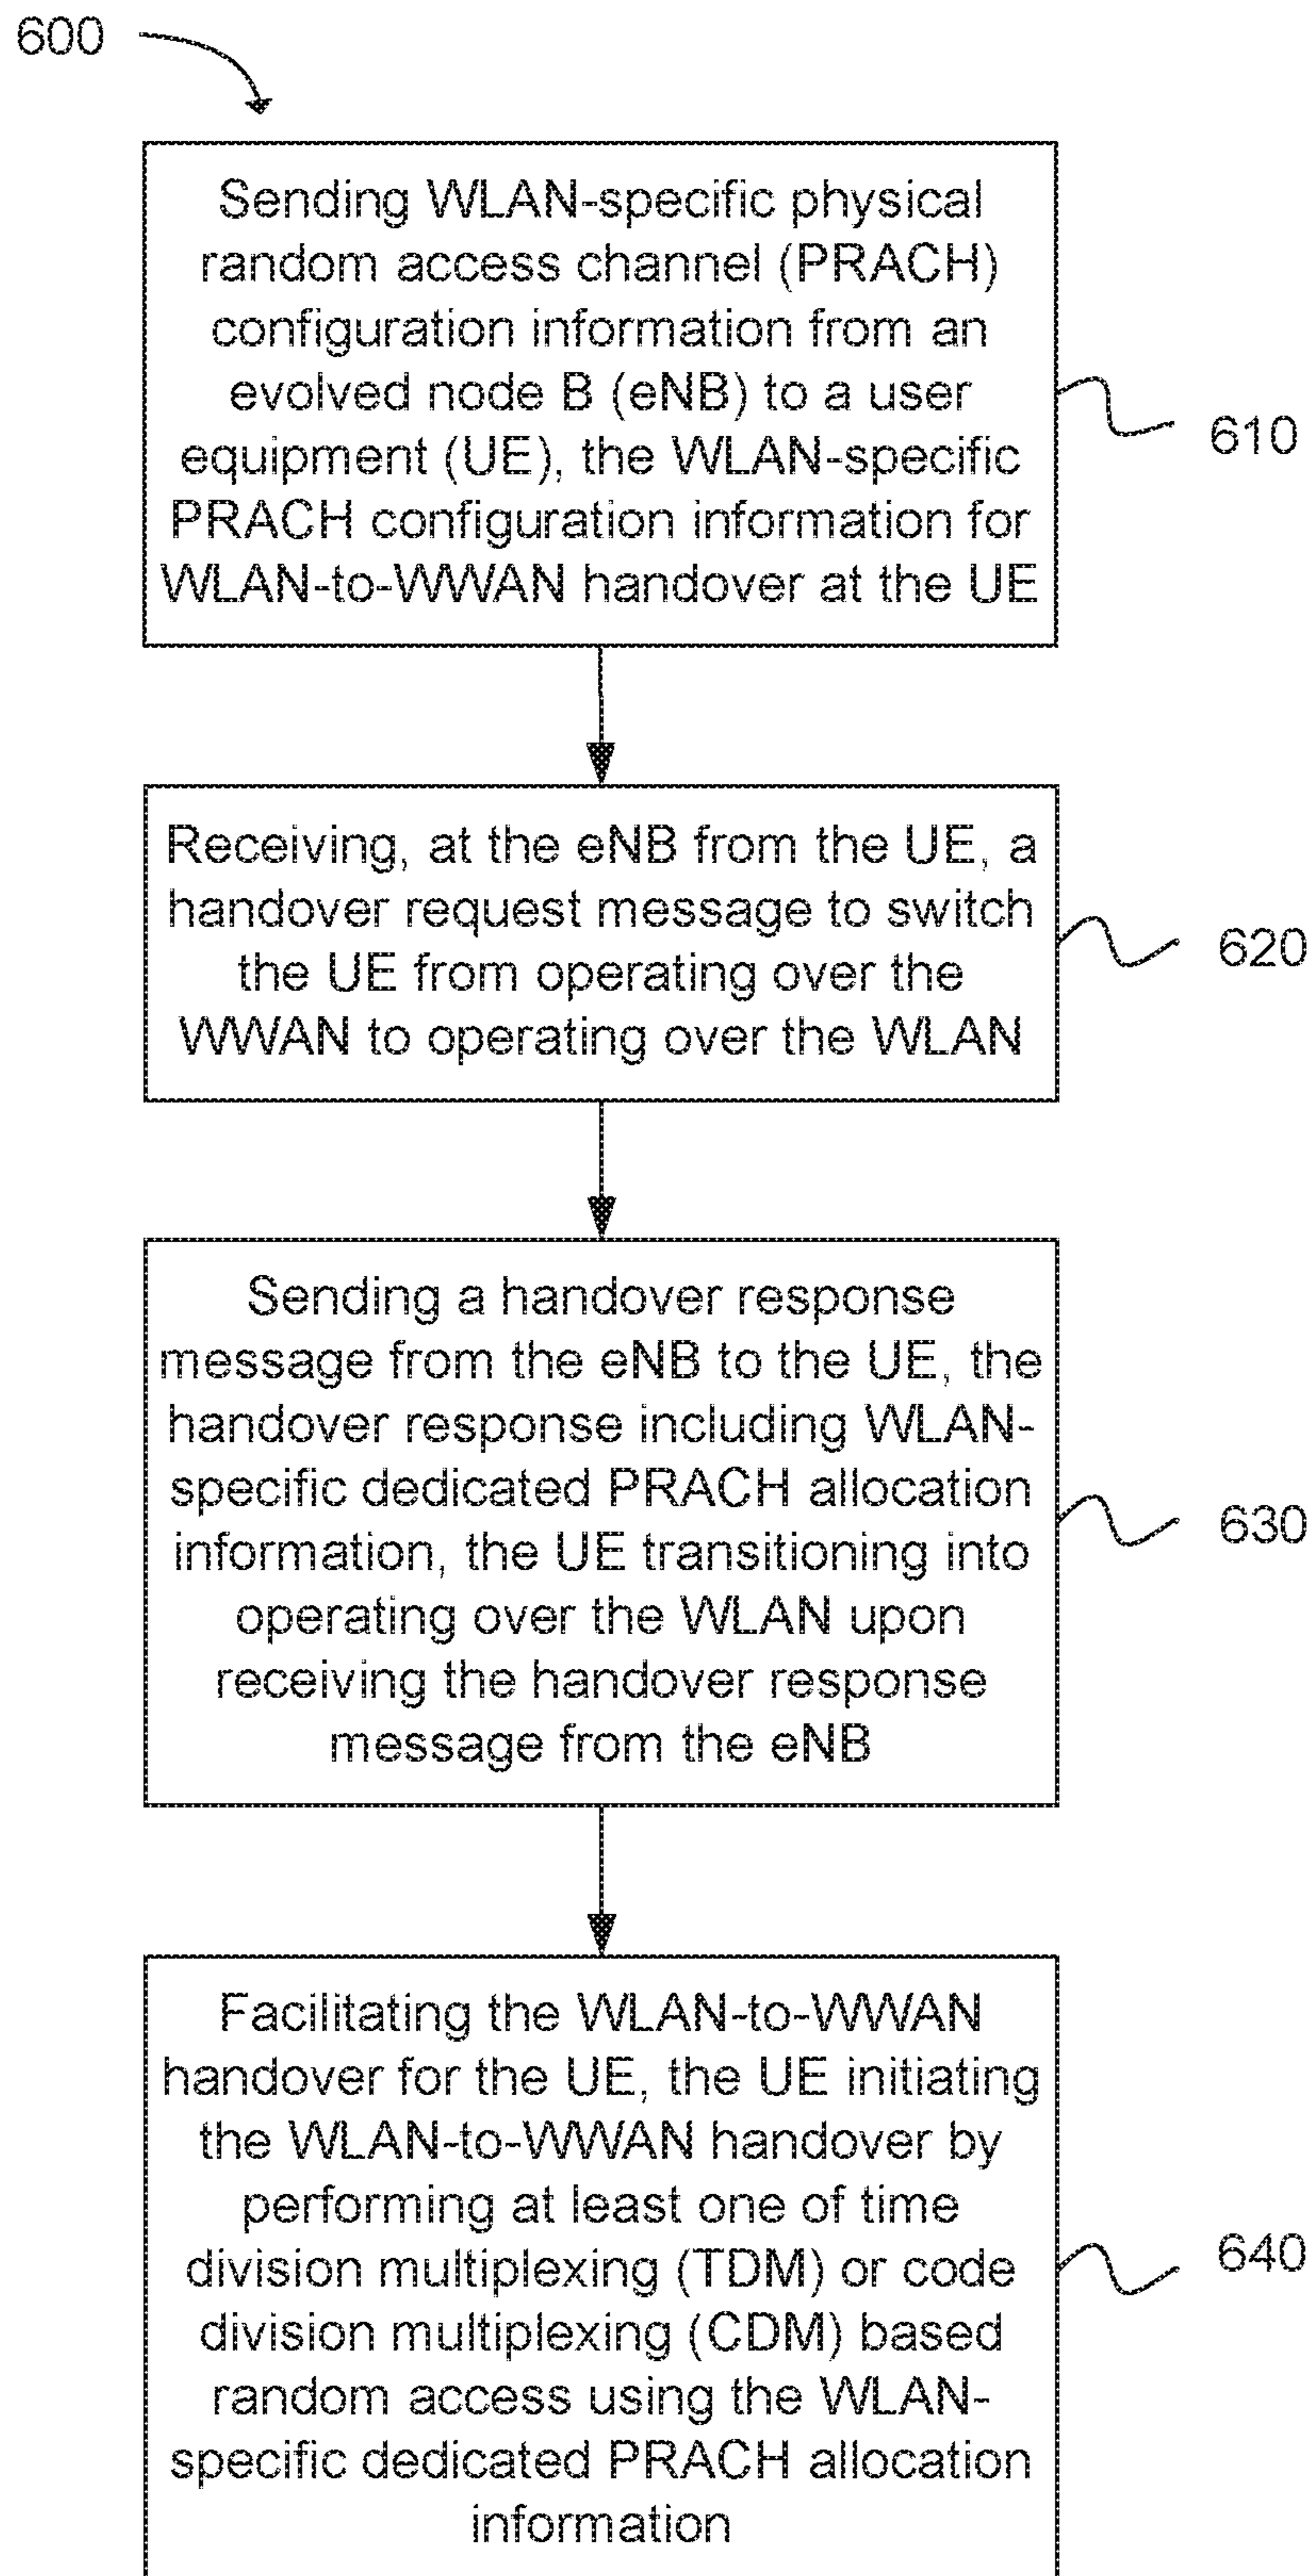 600
Sending WLAN-specific physical
random access channel (PRACH)
configuration information from an
evolved node B (eNB) to a user
equipment (UE), the WLAN-specific
PRACH configuration information for
WLAN-to-WWAN handover at the UE
610
Receiving, at the eNB from the UE, a
handover request message to switch
the UE from operating over the
WWAN to operating over the WLAN
620
Sending a handover response
message from the eNB to the UE, the
handover response including WLAN-
specific dedicated PRACH allocation
information, the UE transitioning into
operating over the WLAN upon
receiving the handover response
message from the eNB
630
Facilitating the WLAN-to-WWAN
handover for the UE, the UE initiating
the WLAN-to-WWAN handover by
performing at least one of time
division multiplexing (TDM) or code
division multiplexing (CDM) based
random access using the WLAN-
specific dedicated PRACH allocation
information
640